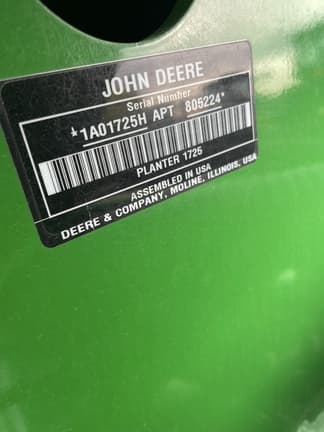 JOHN DEERE
Serial Number
*1A01725H APT 805224*
PLANTER 1725
ASSEMBLED IN USA
DEERE & COMPANY, MOLINE, ILLINOIS, USA